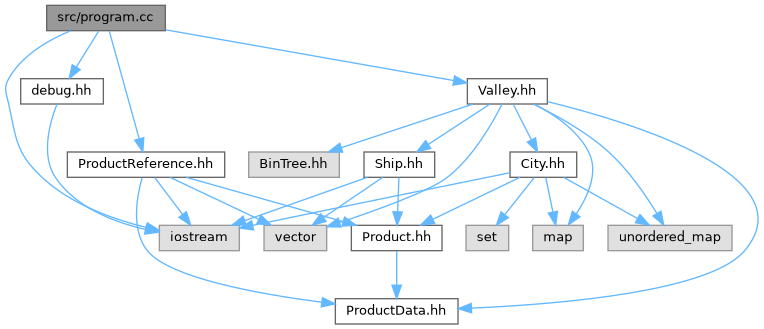 src/program.cc
debug.hh
Valley.hh
ProductReference.hh
BinTree.hh
Ship.hh
City.hh
iostream
vector
Product.hh
set
map
unordered_map
ProductData.hh